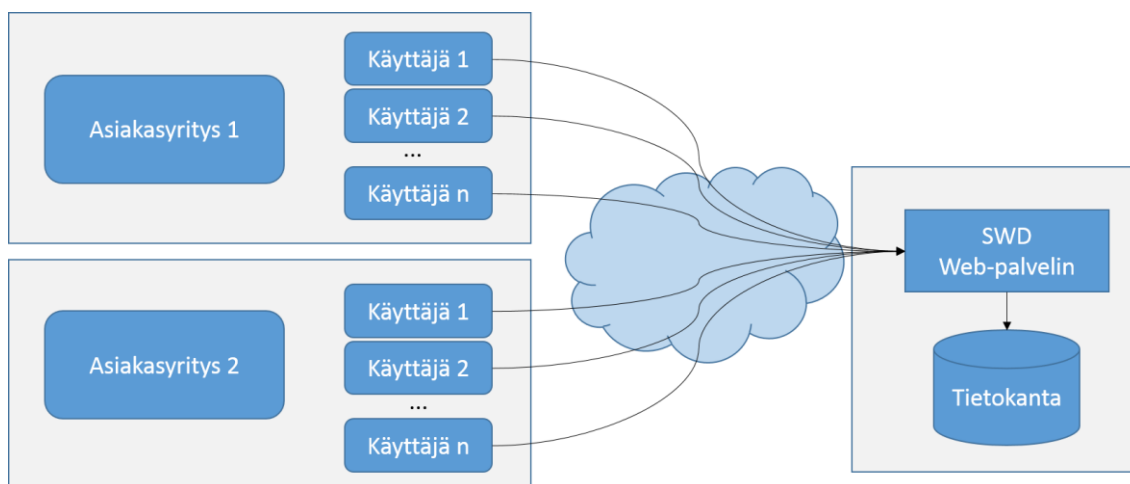 Asiakasyritys 1
Käyttäjä 1
Käyttäjä 2
...
Käyttäjä n
Asiakasyritys 2
Käyttäjä 1
Käyttäjä 2
...
Käyttäjä n
SWD
Web-palvelin
Tietokanta